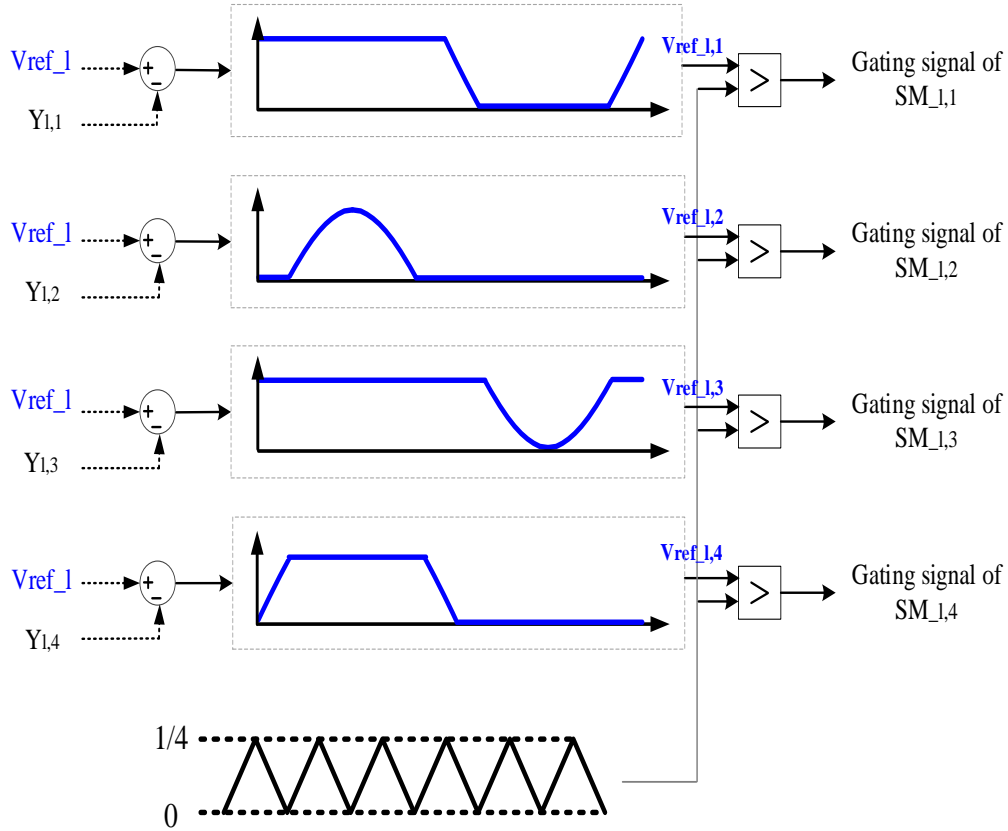 Vref_l
+
−
Yl,1
Vref_l,1
>
Gating signal of
SM_l,1
Vref_l
+
−
Yl,2
Vref_l,2
>
Gating signal of
SM_l,2
Vref_l
+
−
Yl,3
Vref_l,3
>
Gating signal of
SM_l,3
Vref_l
+
−
Yl,4
Vref_l,4
>
Gating signal of
SM_l,4
1/4
0